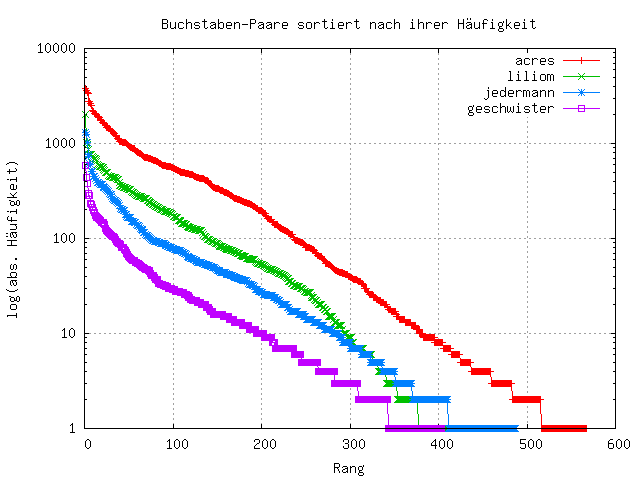 Buchstaben-Paare sortiert nach ihrer Häufigkeit
10000
1000
100
10
1
log(abs. Häufigkeit)
acres
liliom
jedermann
geschwister
0 100 200 300 400 500 600
Rang